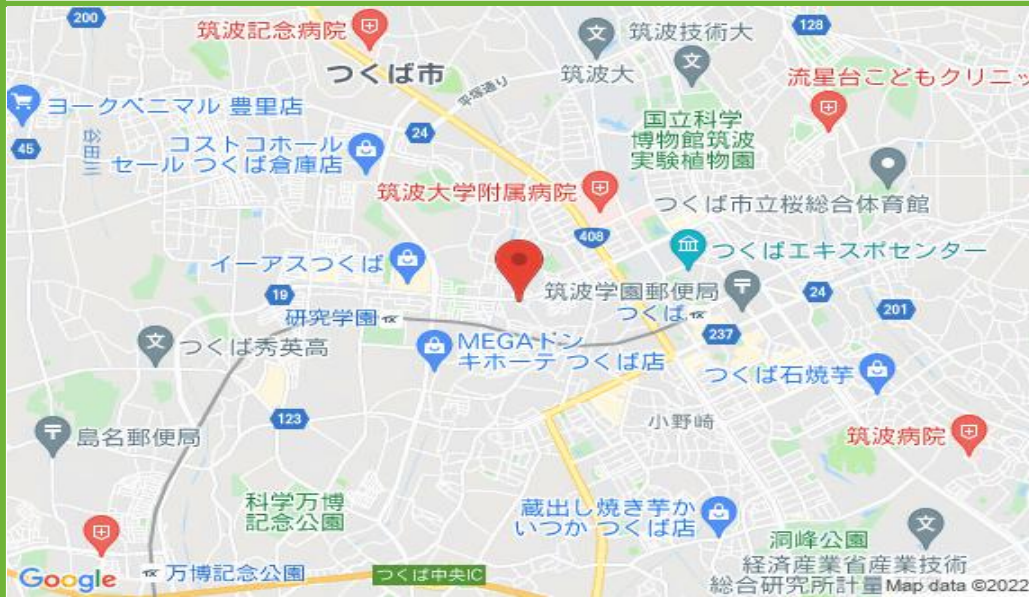 200
筑波記念病院
つくば市
平塚通り
筑波技術大
筑波大
128
流星台こどもクリニッ
ヨークベニマル 豊里店
45
谷田川
コストコホール
セール つくば倉庫店
24
国立科学
博物館筑波
実験植物園
筑波大学附属病院
つくば市立桜総合体育館
408
つくばエキスポセンター
イーアスつくば
19
研究学園
筑波学園郵便局
つくば
24
201
237
つくば秀英高
MEGAドン
キホーテ つくば店
つくば石焼芋
123
小野崎
島名郵便局
筑波病院
科学万博
記念公園
蔵出し焼き芋か
いつか つくば店
洞峰公園
経済産業省産業技術
総合研究所計量
万博記念公園
つくば中央IC
Google
Map data ©2022